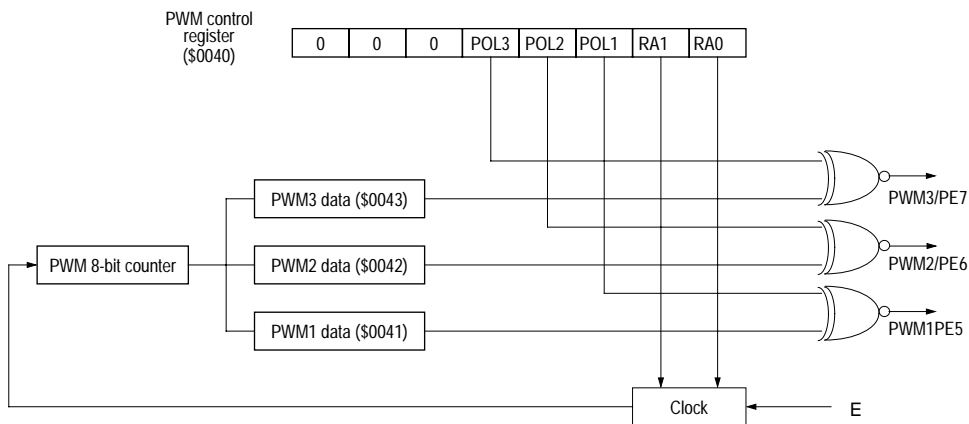 PWM control
register
($0040)
0 0 0 POL3 POL2 POL1 RA1 RA0
PWM3/PE7
PWM3 data ($0043)
PWM 8-bit counter
PWM2 data ($0042)
PWM2/PE6
PWM1 data ($0041)
PWM1PE5
Clock
E